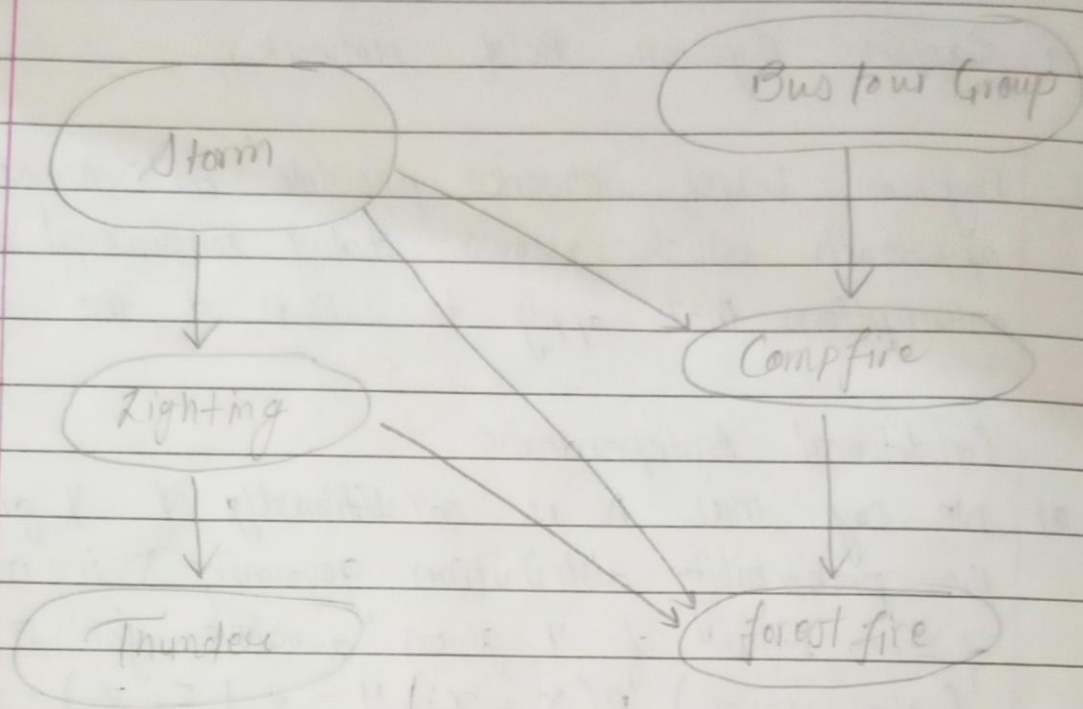 Bus tour Group
Storm
Campfire
Lighting
Thunder
forest fire